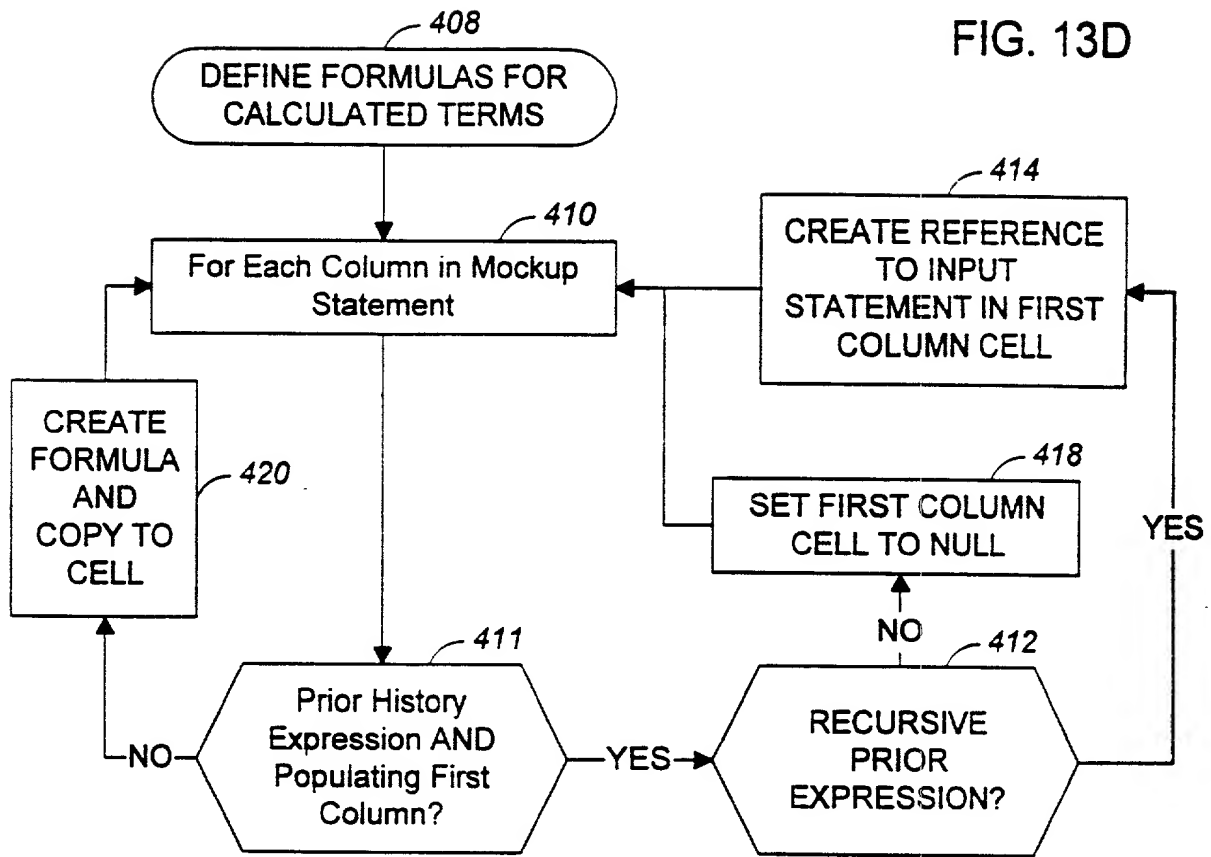 FIG. 13D
408
DEFINE FORMULAS FOR
CALCULATED TERMS
410
For Each Column in Mockup
Statement
414
CREATE REFERENCE
TO INPUT
STATEMENT IN FIRST
COLUMN CELL
CREATE
FORMULA
AND
COPY TO
CELL
420
418
SET FIRST COLUMN
CELL TO NULL
YES
NO
411
Prior History
Expression AND
Populating First
Column?
NO
YES
412
RECURSIVE
PRIOR
EXPRESSION?